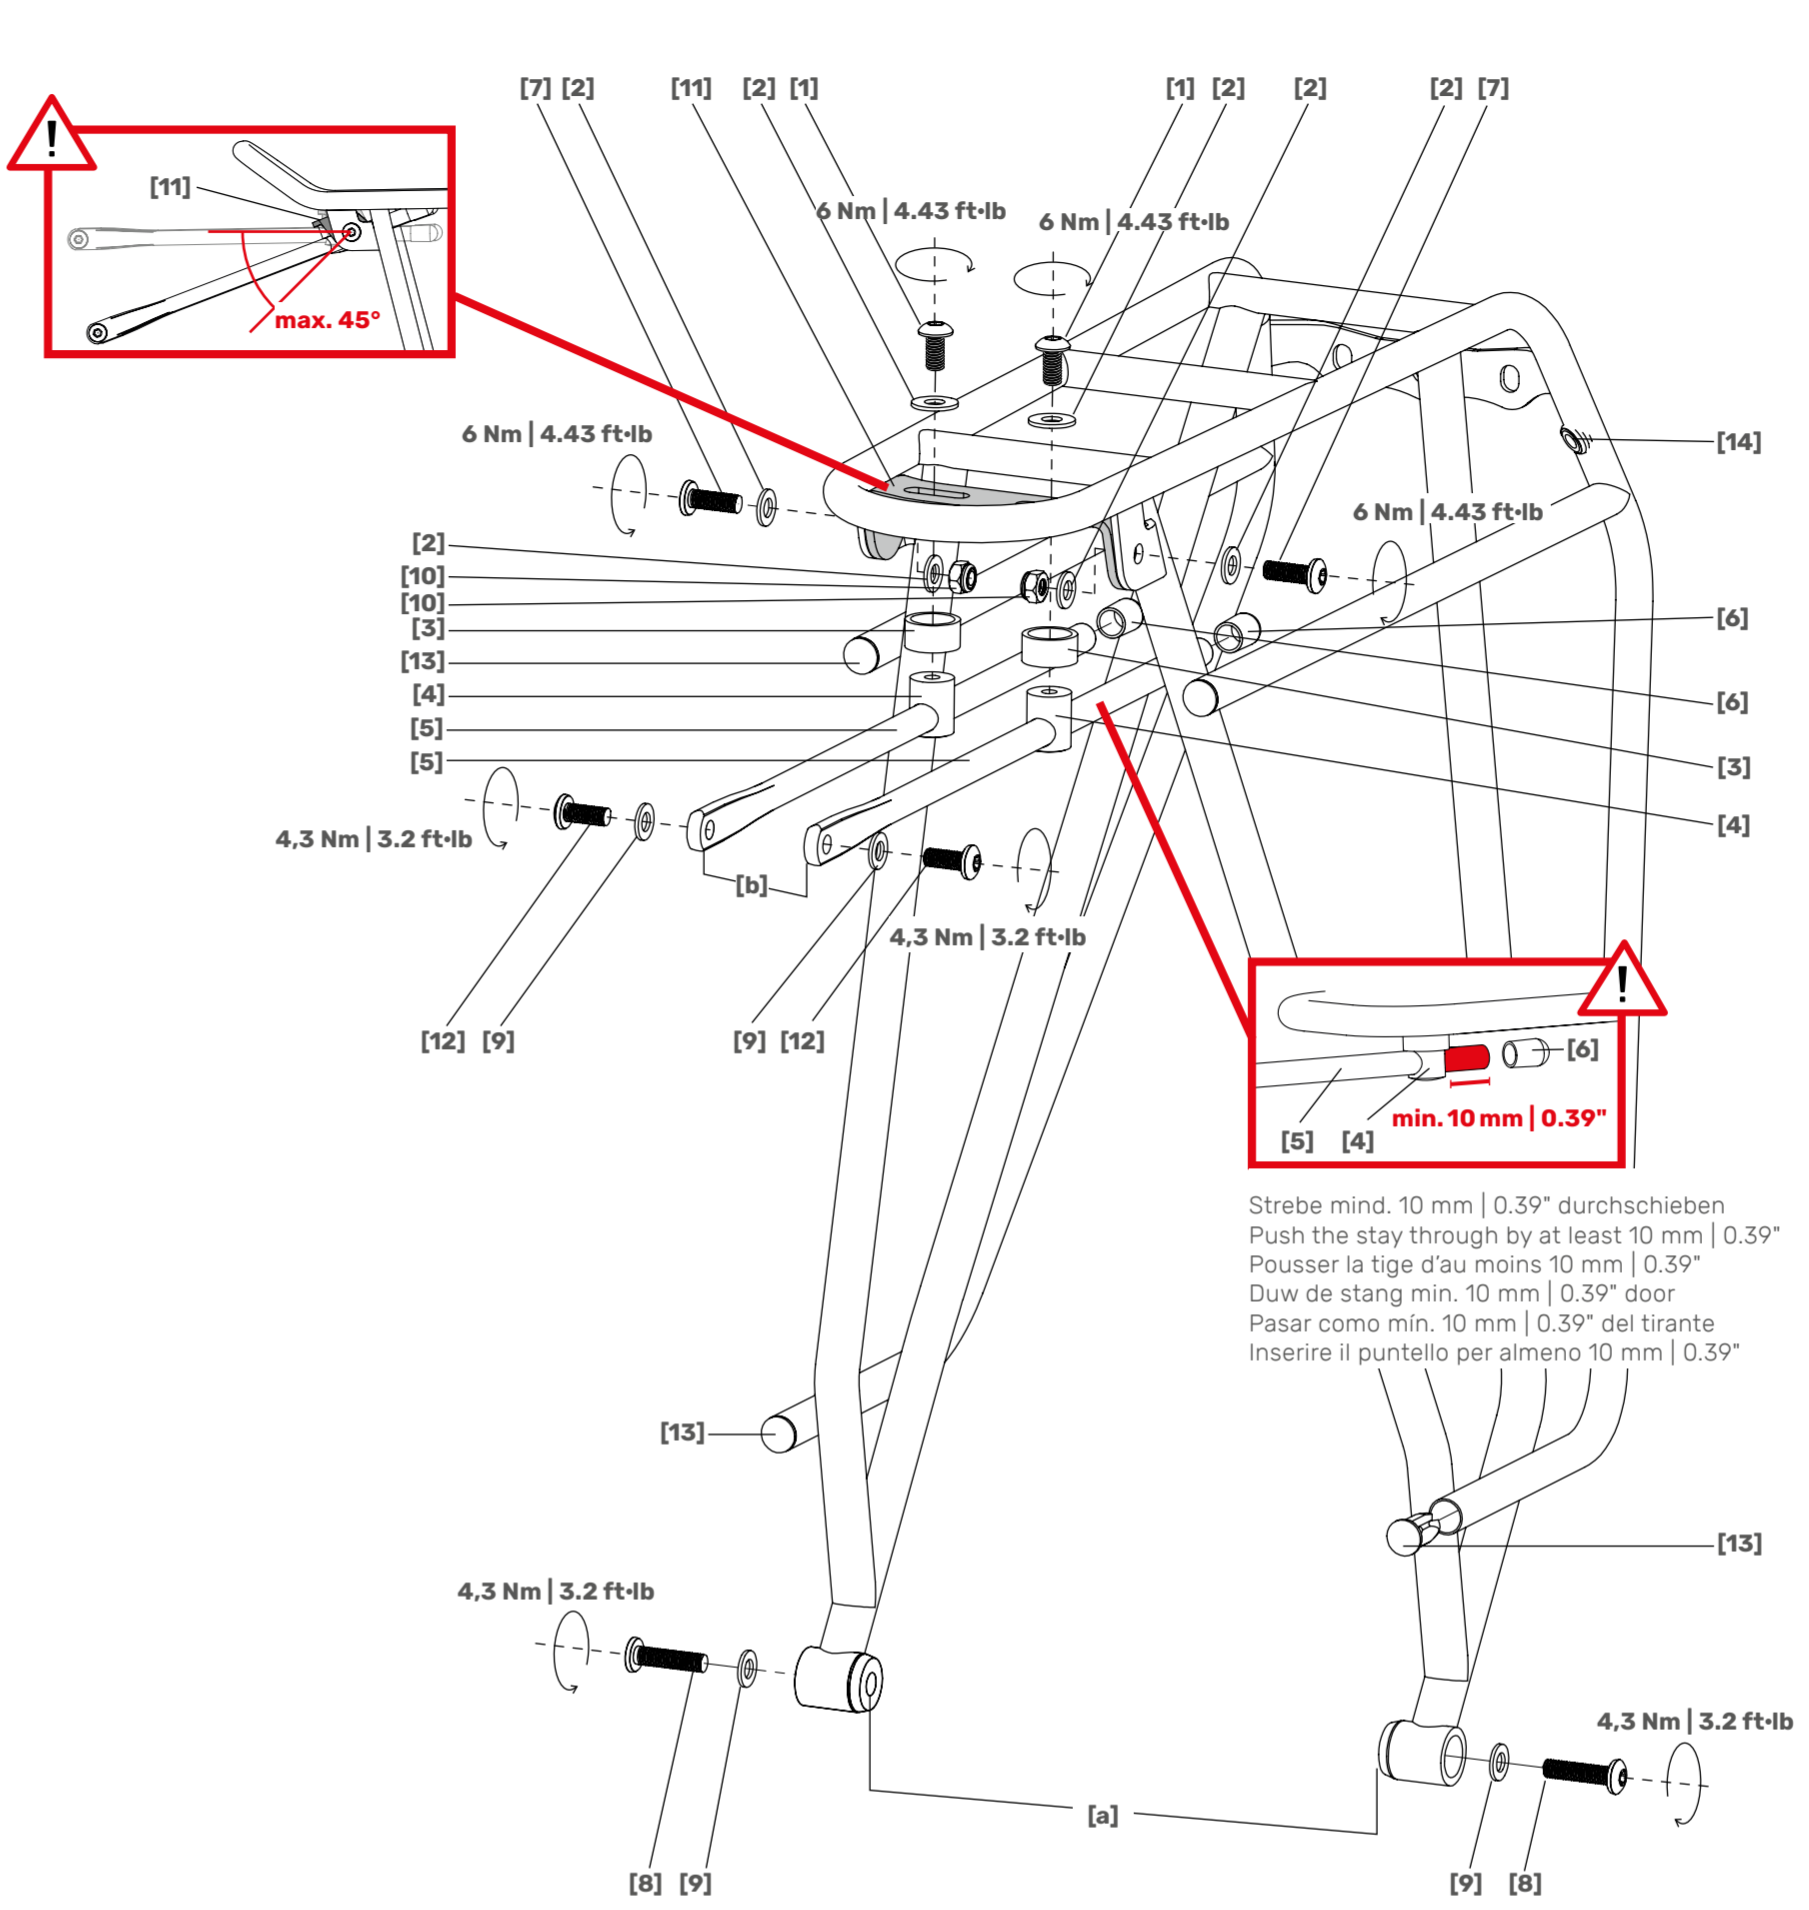 [7] [2] [11] [2] [1] [1] [2] [2] [2] [7]
!
[11]
max. 45°
6 Nm | 4.43 ft·lb
6 Nm | 4.43 ft·lb
6 Nm | 4.43 ft·lb
[14]
6 Nm | 4.43 ft·lb
[2]
[10]
[10]
[3]
[13]
[4]
[5]
[5]
[6]
[6]
[3]
[4]
4,3 Nm | 3.2 ft·lb
[b]
4,3 Nm | 3.2 ft·lb
[12] [9] [9] [12]
!
[6]
min. 10 mm | 0.39"
[5] [4]
Strebe mind. 10 mm | 0.39" durchschieben
Push the stay through by at least 10 mm | 0.39"
Pousser la tige d’au moins 10 mm | 0.39"
Duw de stang min. 10 mm | 0.39" door
Pasar como mín. 10 mm | 0.39" del tirante
Inserire il puntello per almeno 10 mm | 0.39"
[13]
[13]
4,3 Nm | 3.2 ft·lb
4,3 Nm | 3.2 ft·lb
[a]
[8] [9] [9] [8]